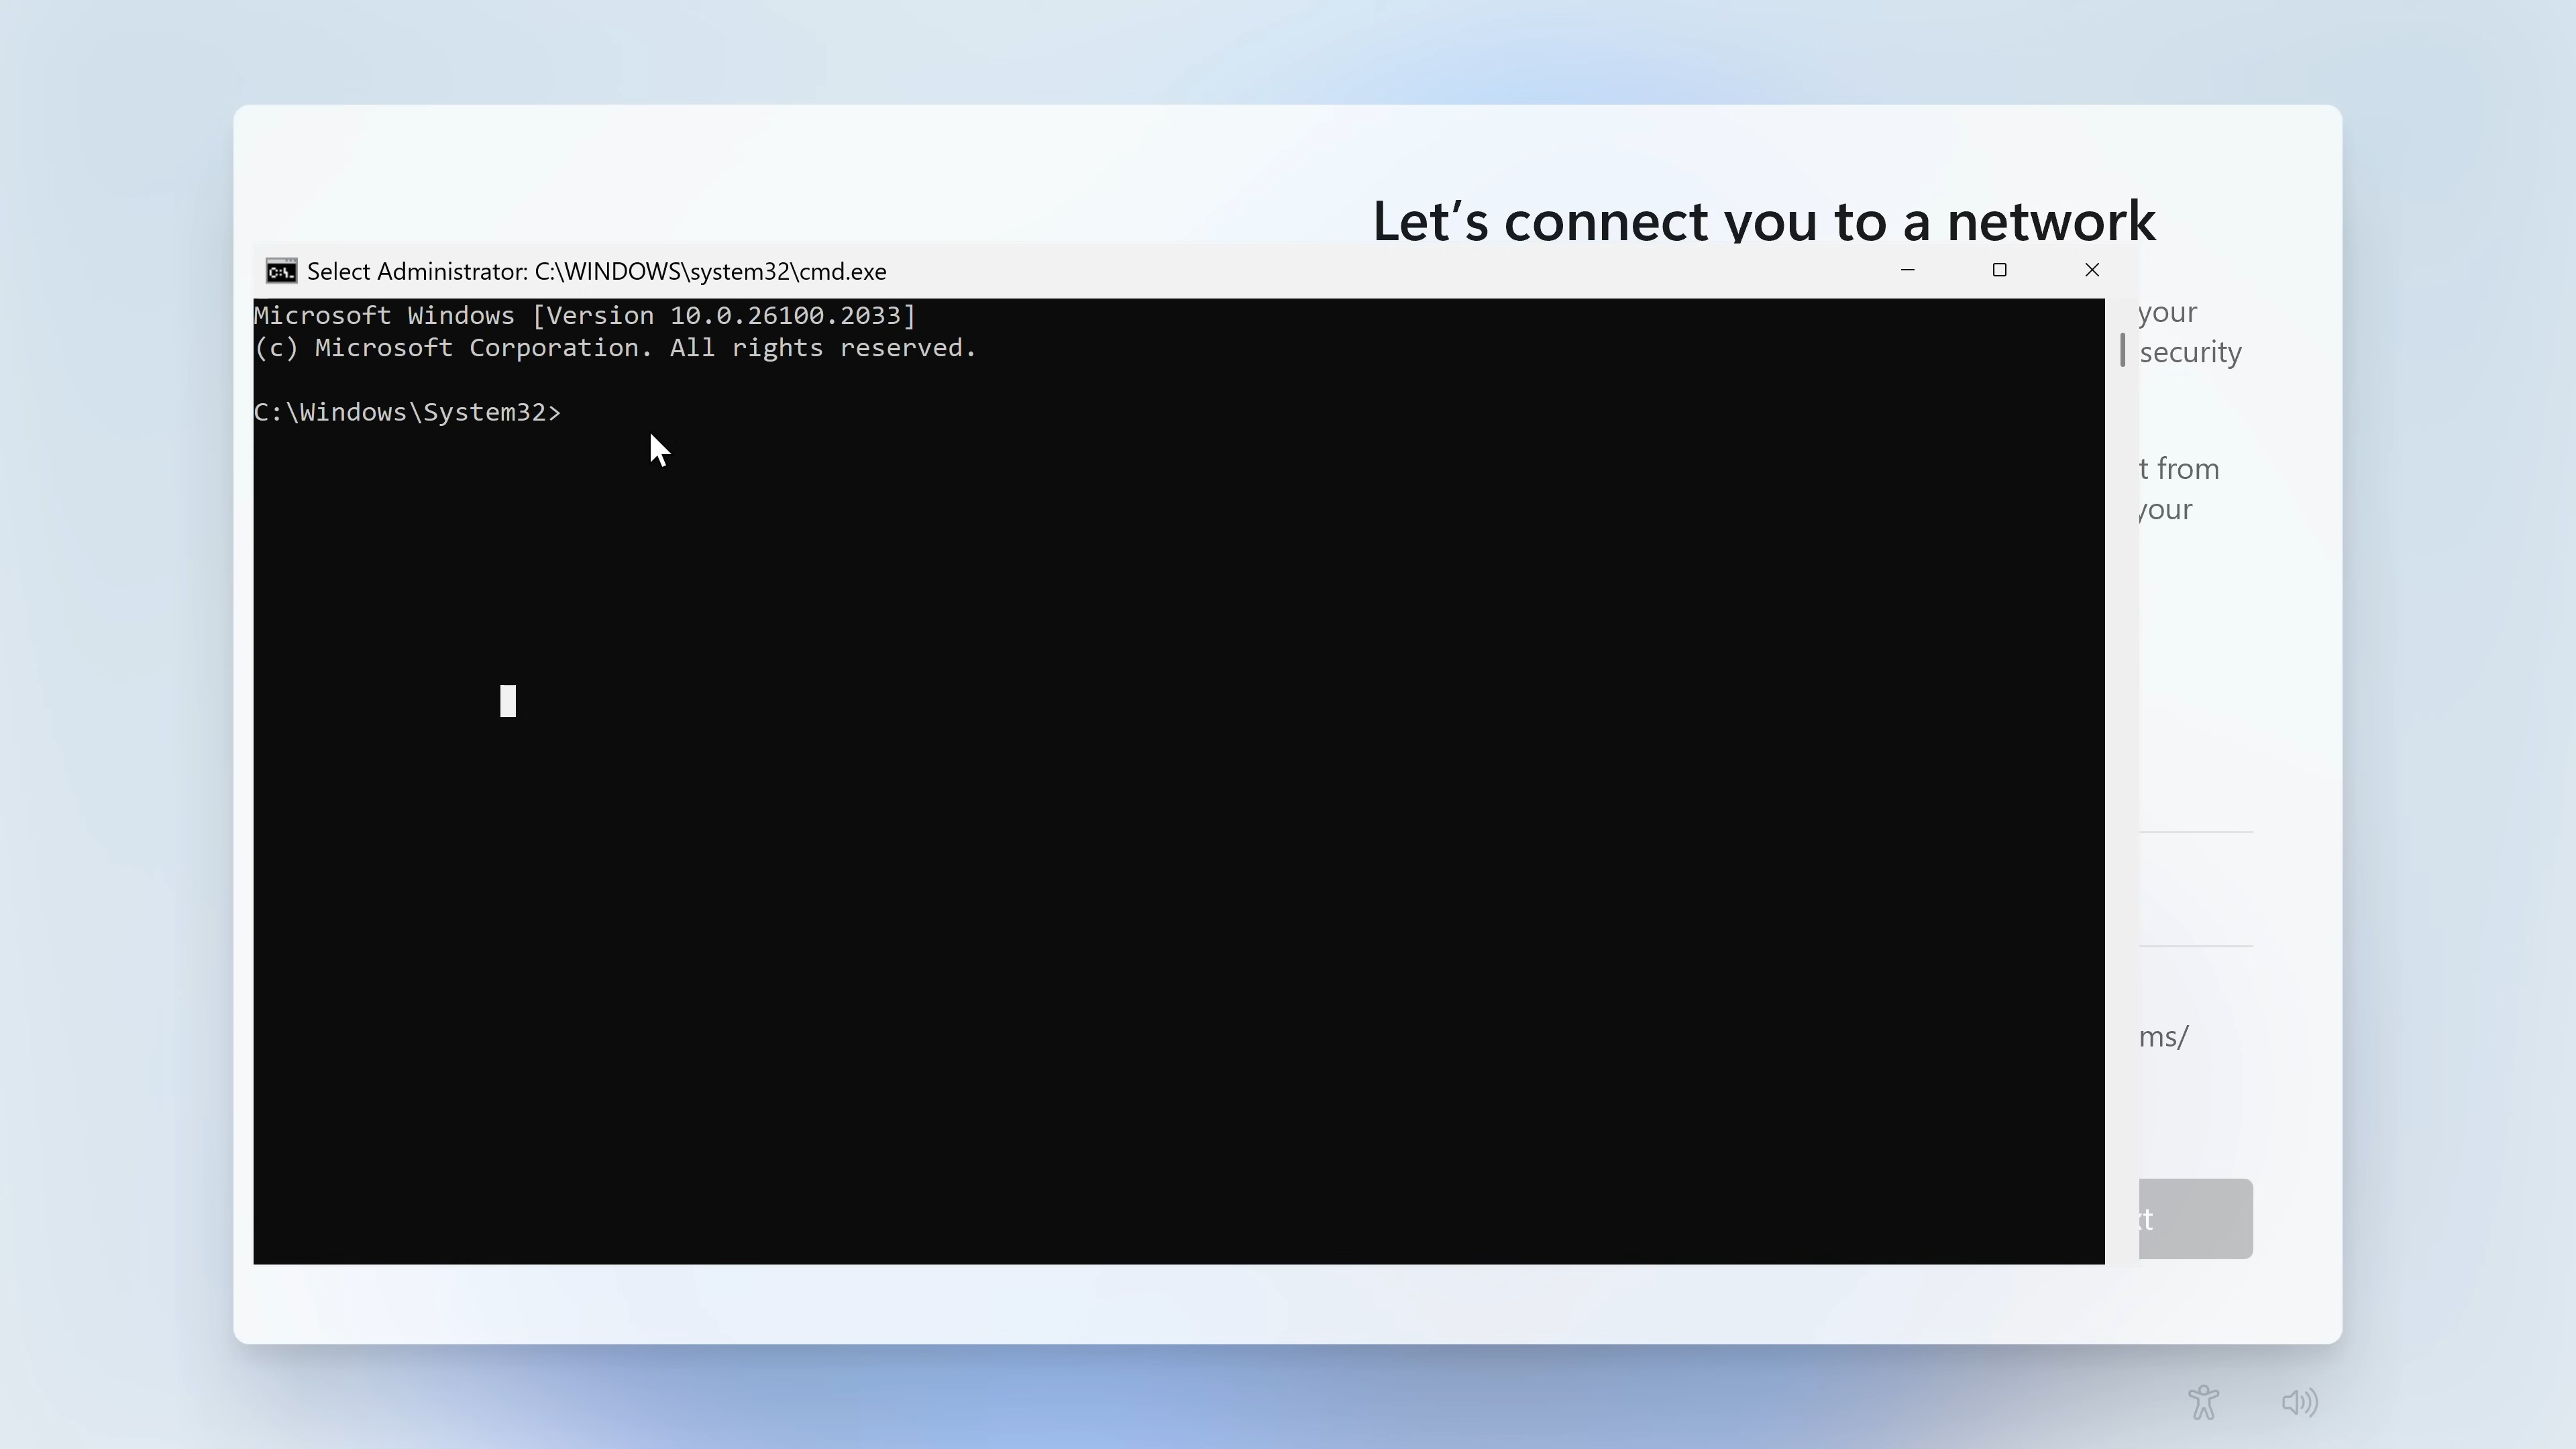 Let's connect you to a network
Select Administrator: C:\WINDOWS\system32\cmd.exe
Microsoft Windows [Version 10.0.26100.2033]
(c) Microsoft Corporation. All rights reserved.
C:\Windows\System32>
your
security
t from
your
ms/
xt